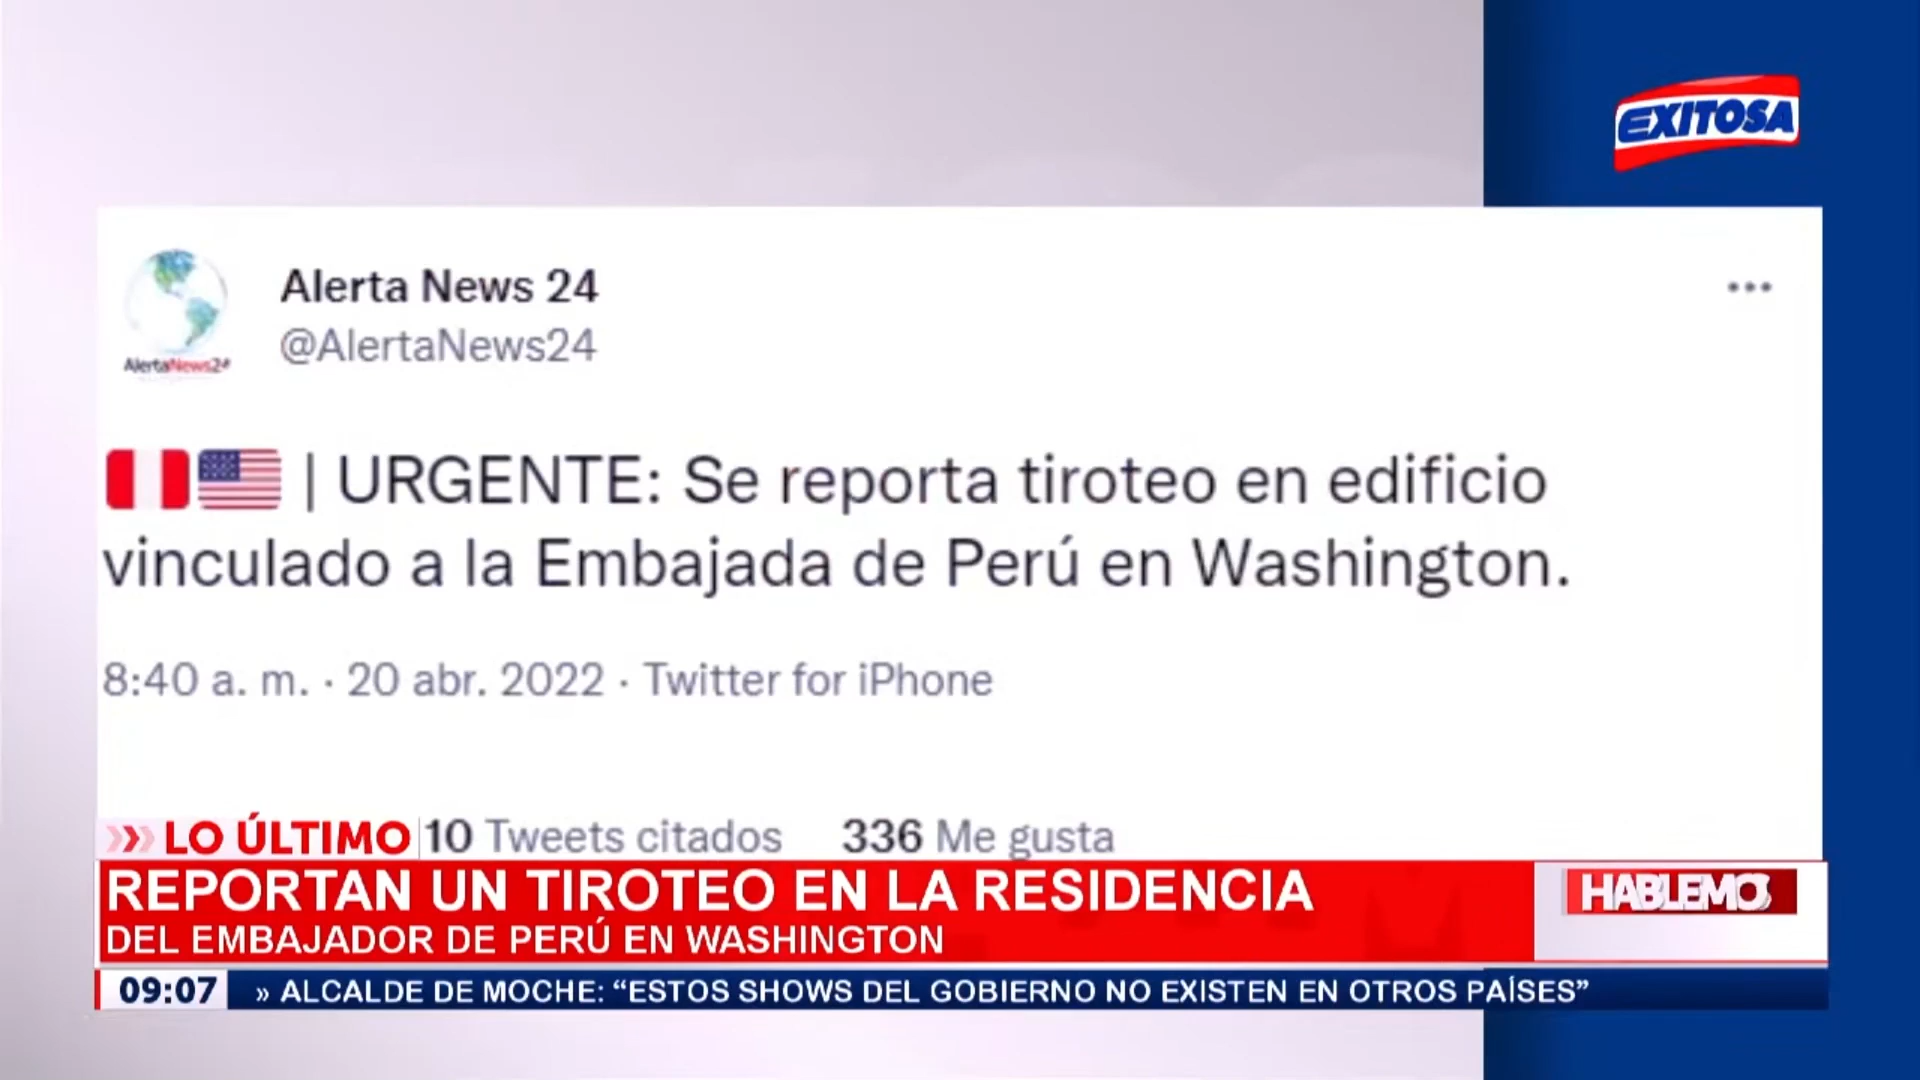 EXITOSA
Alerta News 24
@AlertaNews24
AlertaNews24
| URGENTE: Se reporta tiroteo en edificio
vinculado a la Embajada de Perú en Washington.
8:40 a. m. · 20 abr. 2022 · Twitter for iPhone
LO ÚLTIMO
10 Tweets citados 336 Me gusta
REPORTAN UN TIROTEO EN LA RESIDENCIA
DEL EMBAJADOR DE PERÚ EN WASHINGTON
HABLEMOS
09:07 » ALCALDE DE MOCHE: “ESTOS SHOWS DEL GOBIERNO NO EXISTEN EN OTROS PAÍSES”